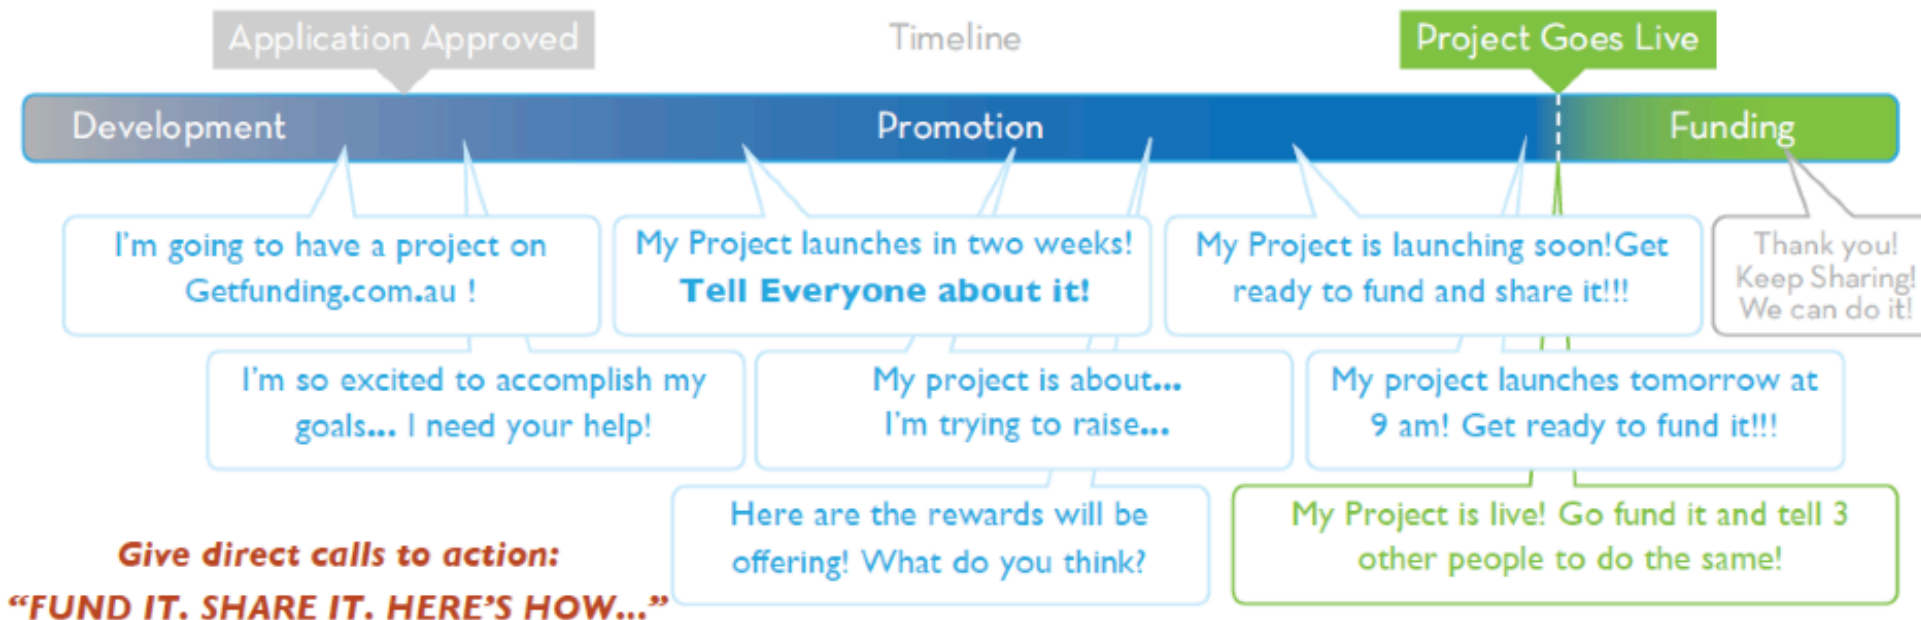 Application Approved
Timeline
Project Goes Live
Development
Promotion
Funding
I'm going to have a project on
Getfunding.com.au !
My Project launches in two weeks!
Tell Everyone about it!
My Project is launching soon!Get
ready to fund and share it!!!
Thank you!
Keep Sharing!
We can do it!
I'm so excited to accomplish my
goals... I need your help!
My project is about...
I'm trying to raise...
My project launches tomorrow at
9 am! Get ready to fund it!!!
Here are the rewards will be
offering! What do you think?
My Project is live! Go fund it and tell 3
other people to do the same!
Give direct calls to action:
"FUND IT. SHARE IT. HERE'S HOW..."